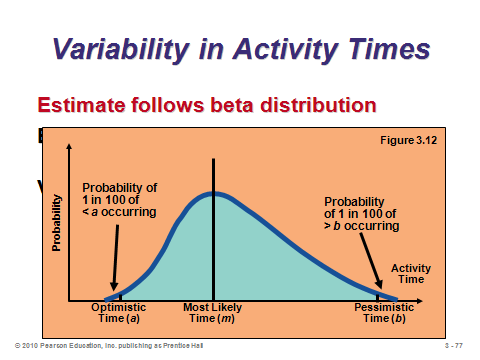 Variability in Activity Times
Estimate follows beta distribution
Figure 3.12
Probability of
1 in 100 of
< a occurring
Probability
of 1 in 100 of
> b occurring
Probability
Activity
Time
Optimistic
Time (a)
Most Likely
Time (m)
Pessimistic
Time (b)
© 2010 Pearson Education, Inc. publishing as Prentice Hall
3 - 77